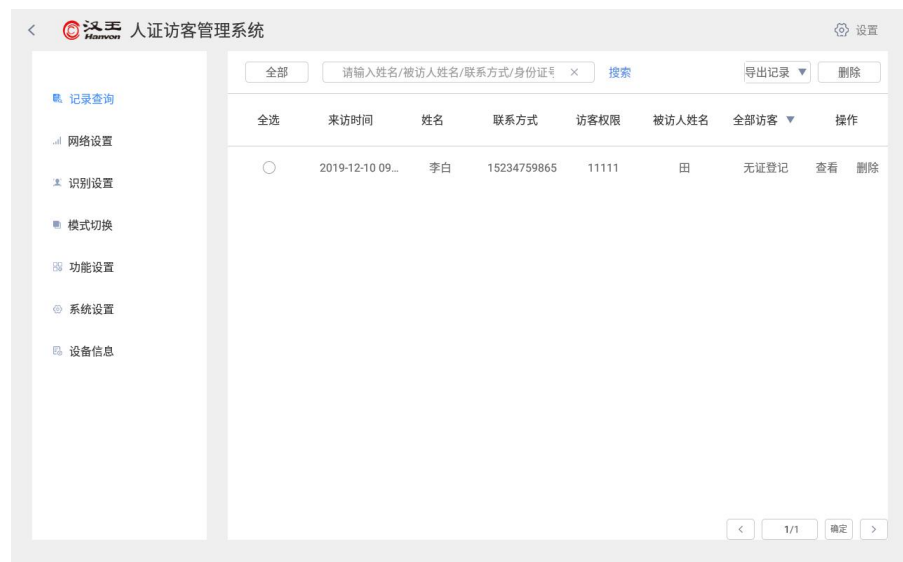 汉王 Hanvon 人证访客管理系统 设置
全部 请输入姓名/被访人姓名/联系方式/身份证号 × 搜索 导出记录 ▼ 删除
记录查询
网络设置
识别设置
模式切换
功能设置
系统设置
设备信息
全选 来访时间 姓名 联系方式 访客权限 被访人姓名 全部访客 ▼ 操作
2019-12-10 09... 李白 15234759865 11111 田 无证登记 查看 删除
< 1/1 确定 >